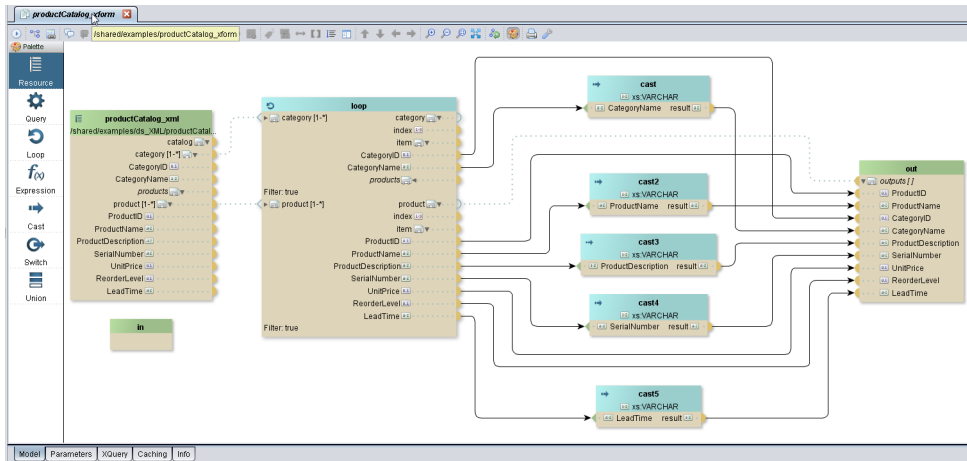 productCatalog_xform
/shared/examples/productCatalog_xform
Palette
Resource
Query
Loop
f(x)
Expression
Cast
Switch
Union
productCatalog_xml
/shared/examples/ds_XML/productCatal...
catalog
category [1-*]
CategoryID
CategoryName
products
product [1-*]
ProductID
ProductName
ProductDescription
SerialNumber
UnitPrice
ReorderLevel
LeadTime
in
loop
category [1-*] category
index
item
CategoryID
CategoryName
products
Filter: true
product [1-*] product
index
item
ProductID
ProductName
ProductDescription
SerialNumber
UnitPrice
ReorderLevel
LeadTime
Filter: true
cast
xs:VARCHAR
CategoryName result
cast2
xs:VARCHAR
ProductName result
cast3
xs:VARCHAR
ProductDescription result
cast4
xs:VARCHAR
SerialNumber result
cast5
xs:VARCHAR
LeadTime result
out
outputs [ ]
ProductID
ProductName
CategoryID
CategoryName
ProductDescription
SerialNumber
UnitPrice
ReorderLevel
LeadTime
Model Parameters XQuery Caching Info